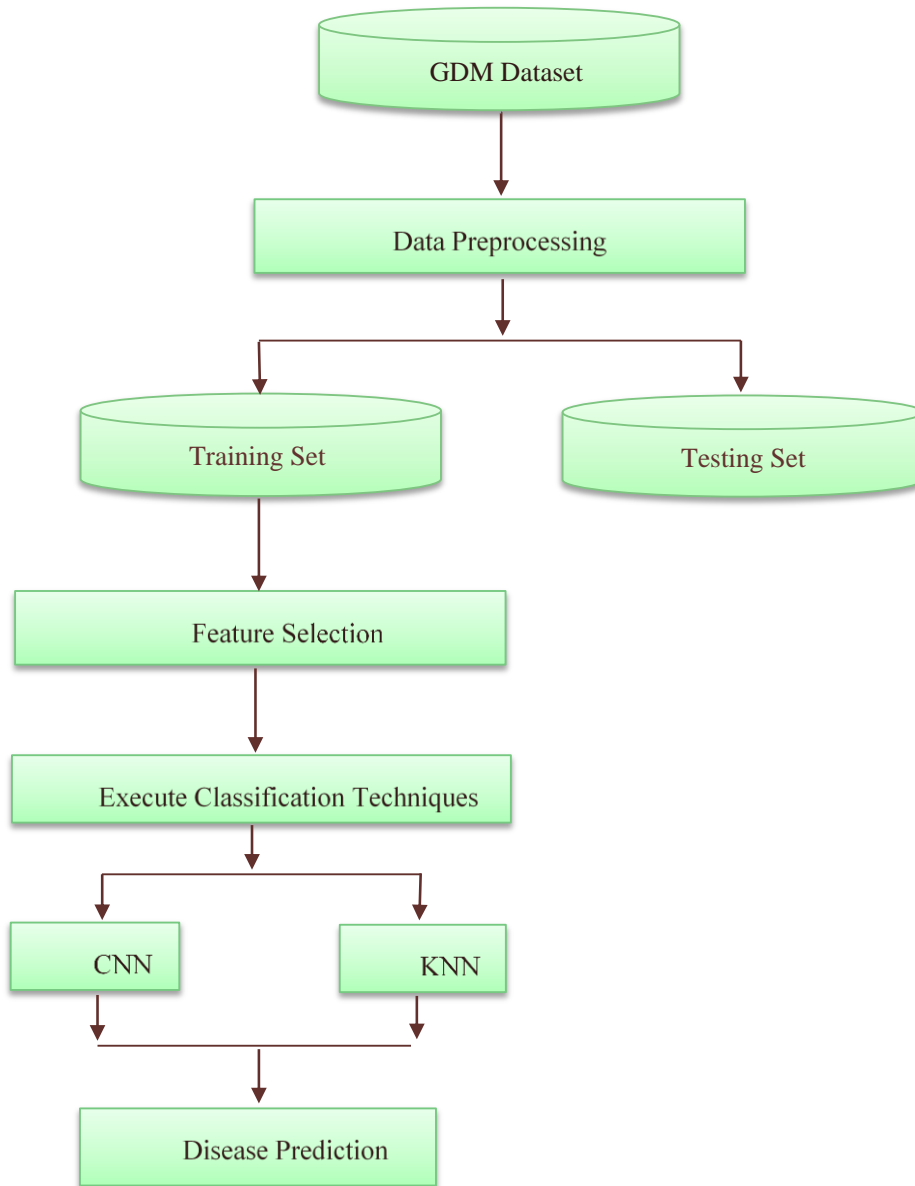 GDM Dataset
Data Preprocessing
Training Set
Testing Set
Feature Selection
Execute Classification Techniques
CNN
KNN
Disease Prediction